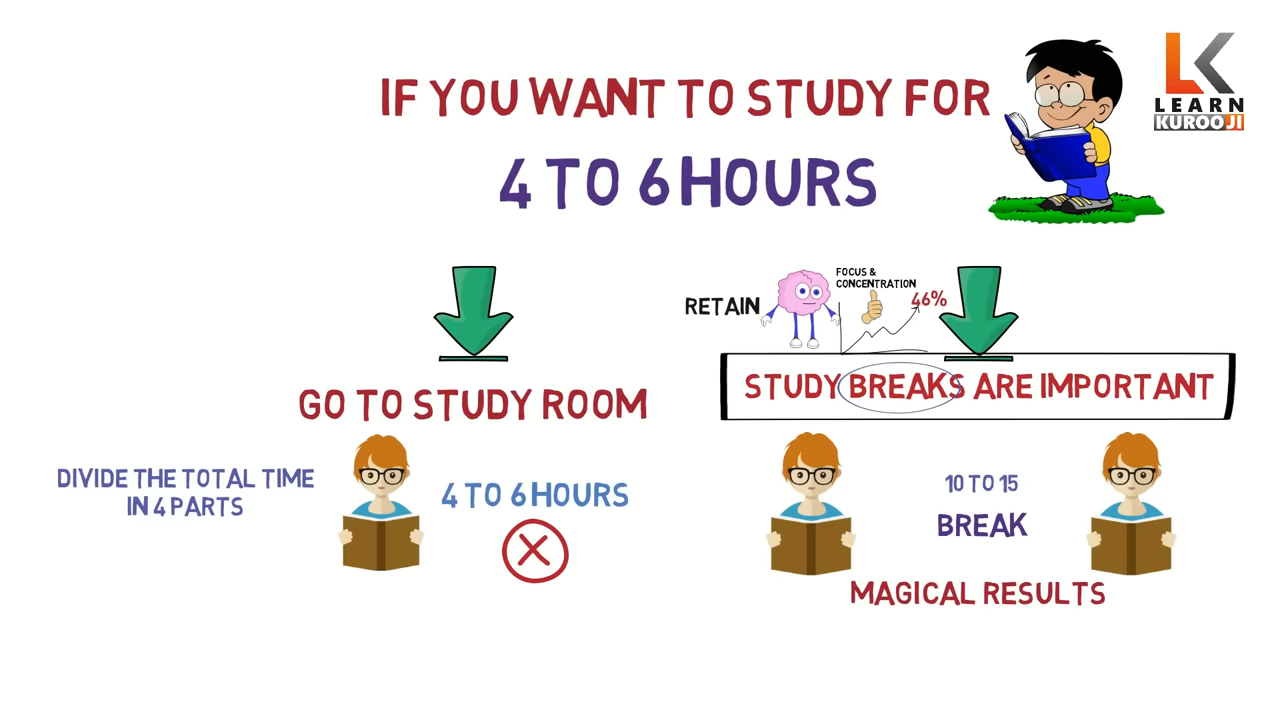 IF YOU WANT TO STUDY FOR
4 TO 6 HOURS
LEARN
KUROOJI
RETAIN
FOCUS &
CONCENTRATION
46%
GO TO STUDY ROOM
STUDY BREAKS ARE IMPORTANT
DIVIDE THE TOTAL TIME
IN 4 PARTS
4 TO 6 HOURS
10 TO 15
BREAK
MAGICAL RESULTS